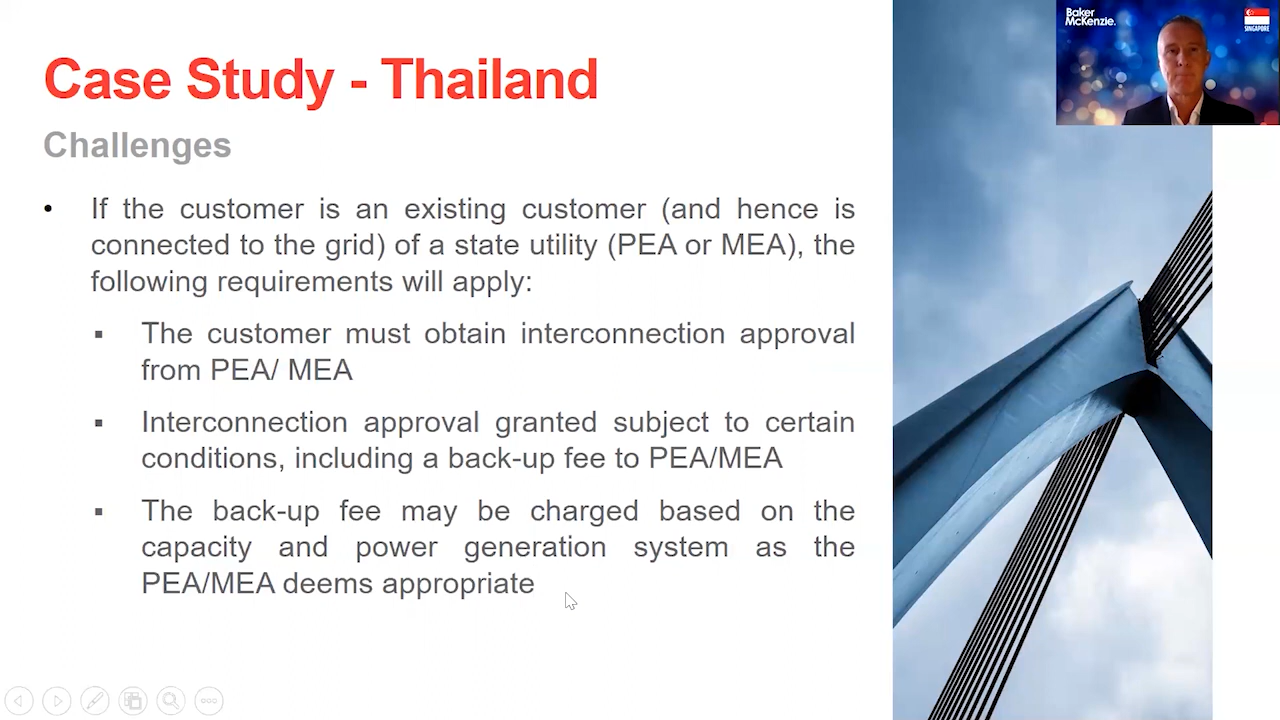 Case Study - Thailand
Challenges
• If the customer is an existing customer (and hence is
connected to the grid) of a state utility (PEA or MEA), the
following requirements will apply:
▪ The customer must obtain interconnection approval
from PEA/ MEA
▪ Interconnection approval granted subject to certain
conditions, including a back-up fee to PEA/MEA
▪ The back-up fee may be charged based on the
capacity and power generation system as the
PEA/MEA deems appropriate
Baker
McKenzie.
SINGAPORE